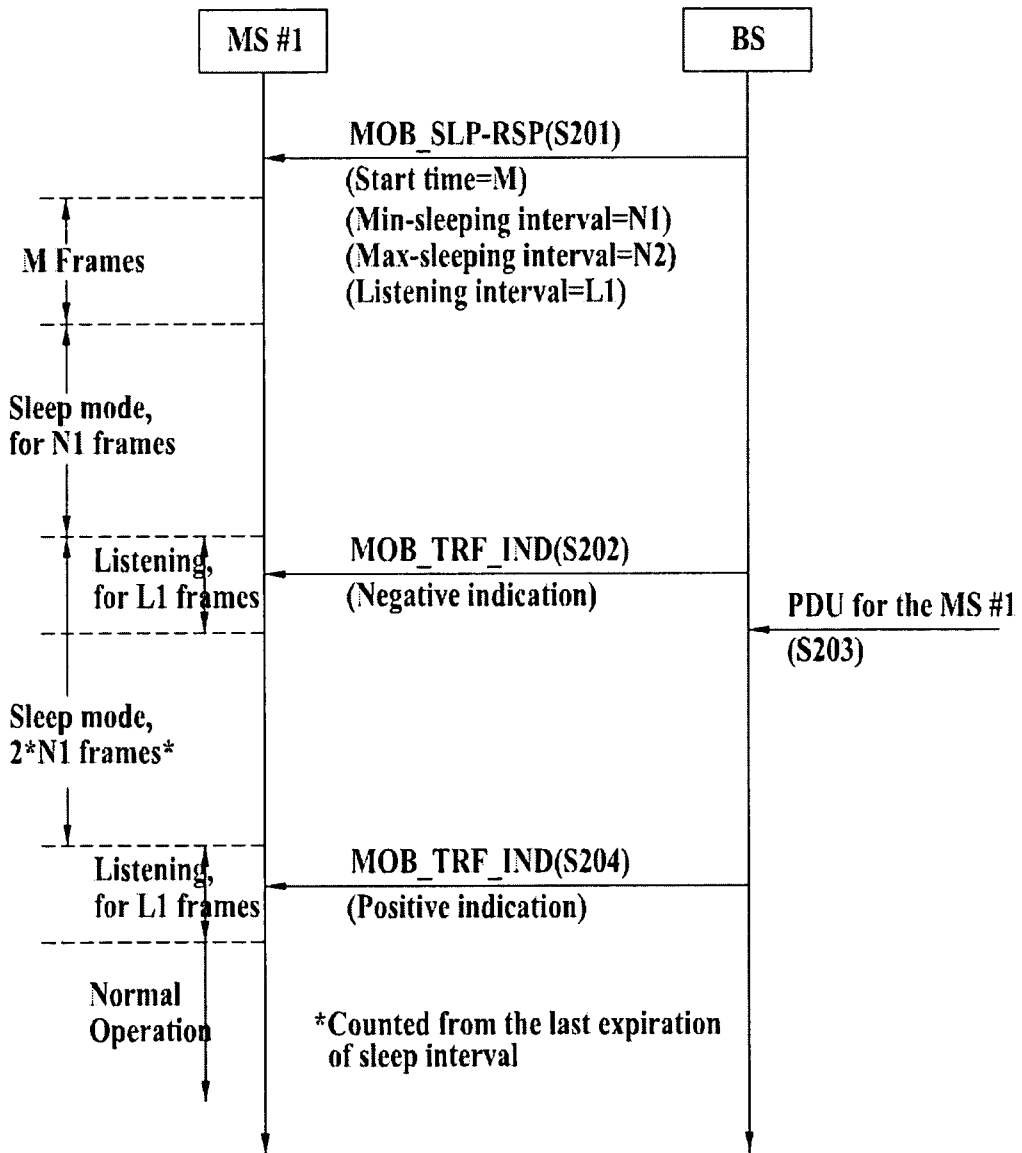 MS #1
BS
MOB_SLP-RSP(S201)
(Start time=M)
(Min-sleeping interval=N1)
(Max-sleeping interval=N2)
(Listening interval=L1)
M Frames
Sleep mode,
for N1 frames
Listening,
for L1 frames
MOB_TRF_IND(S202)
(Negative indication)
PDU for the MS #1
(S203)
Sleep mode,
2*N1 frames*
Listening,
for L1 frames
MOB_TRF_IND(S204)
(Positive indication)
Normal
Operation
*Counted from the last expiration
of sleep interval